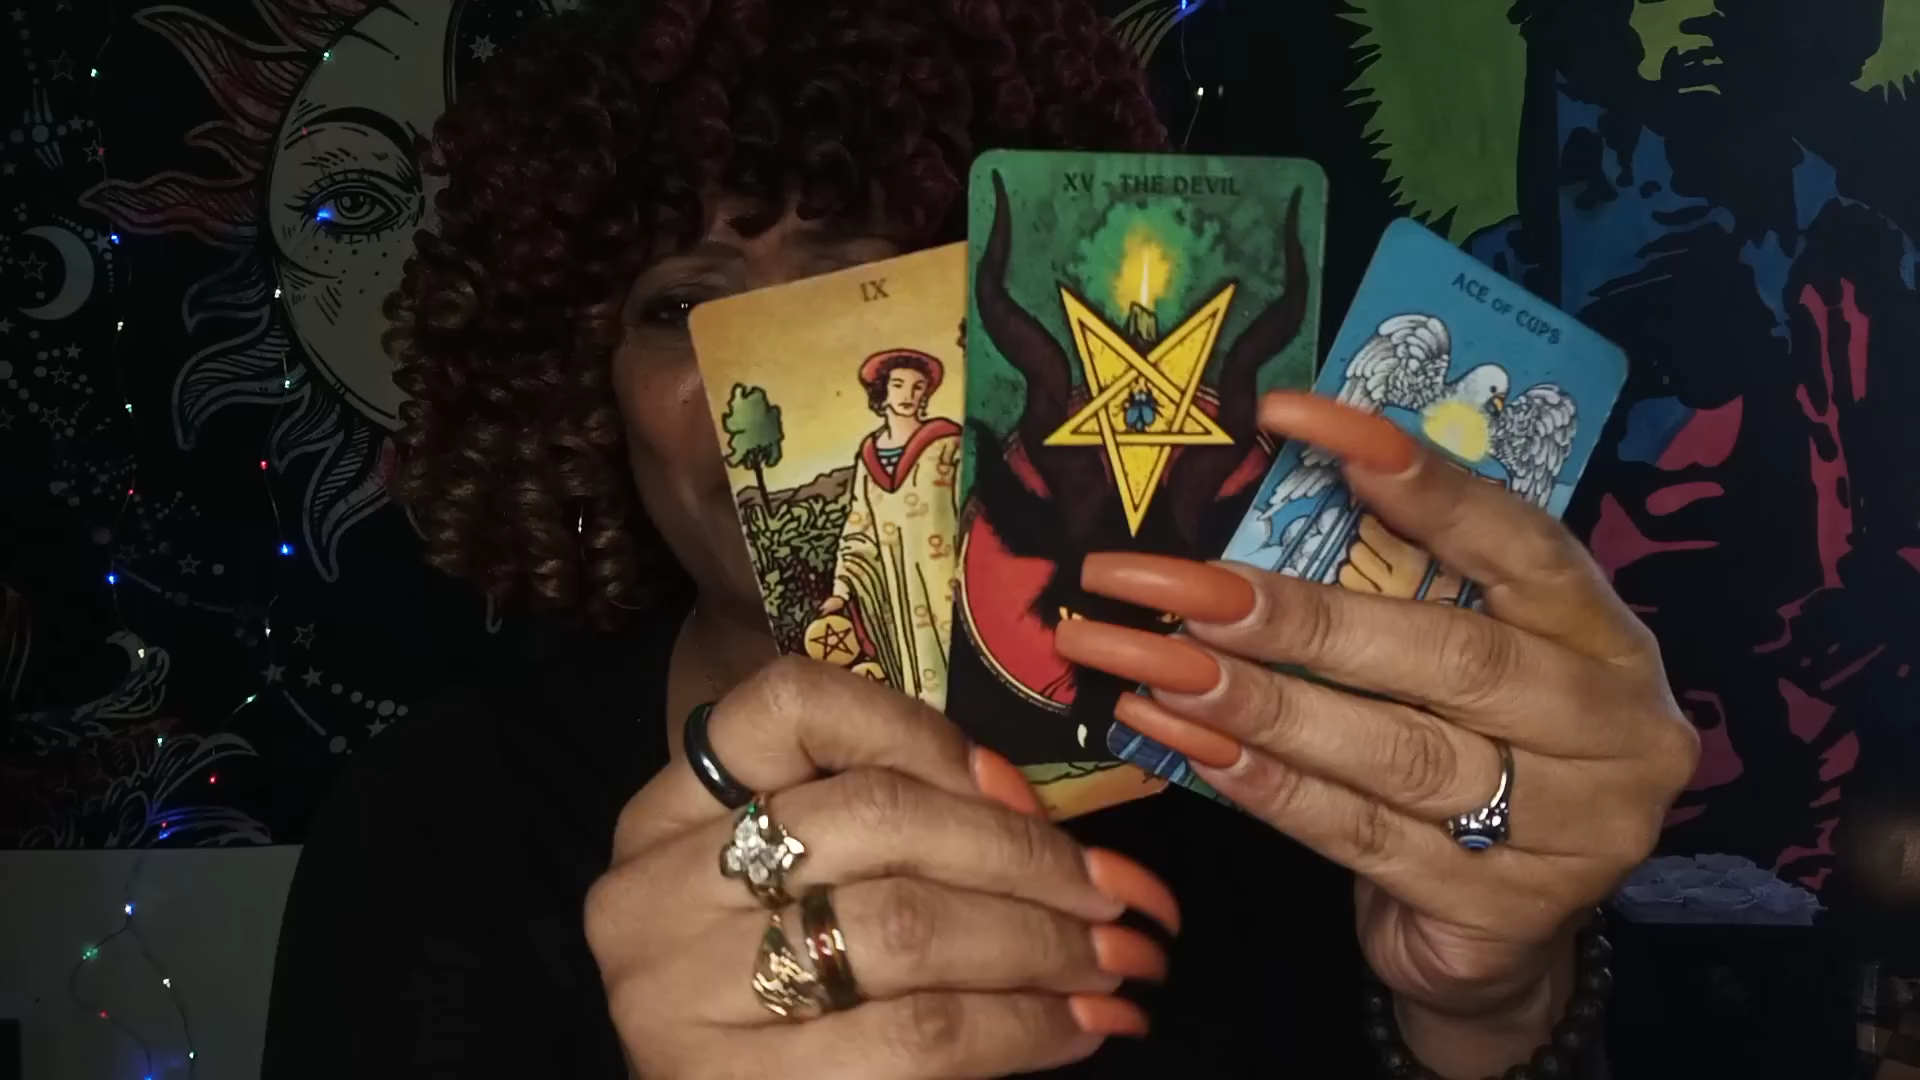 IX
XV - THE DEVIL
ACE OF CUPS